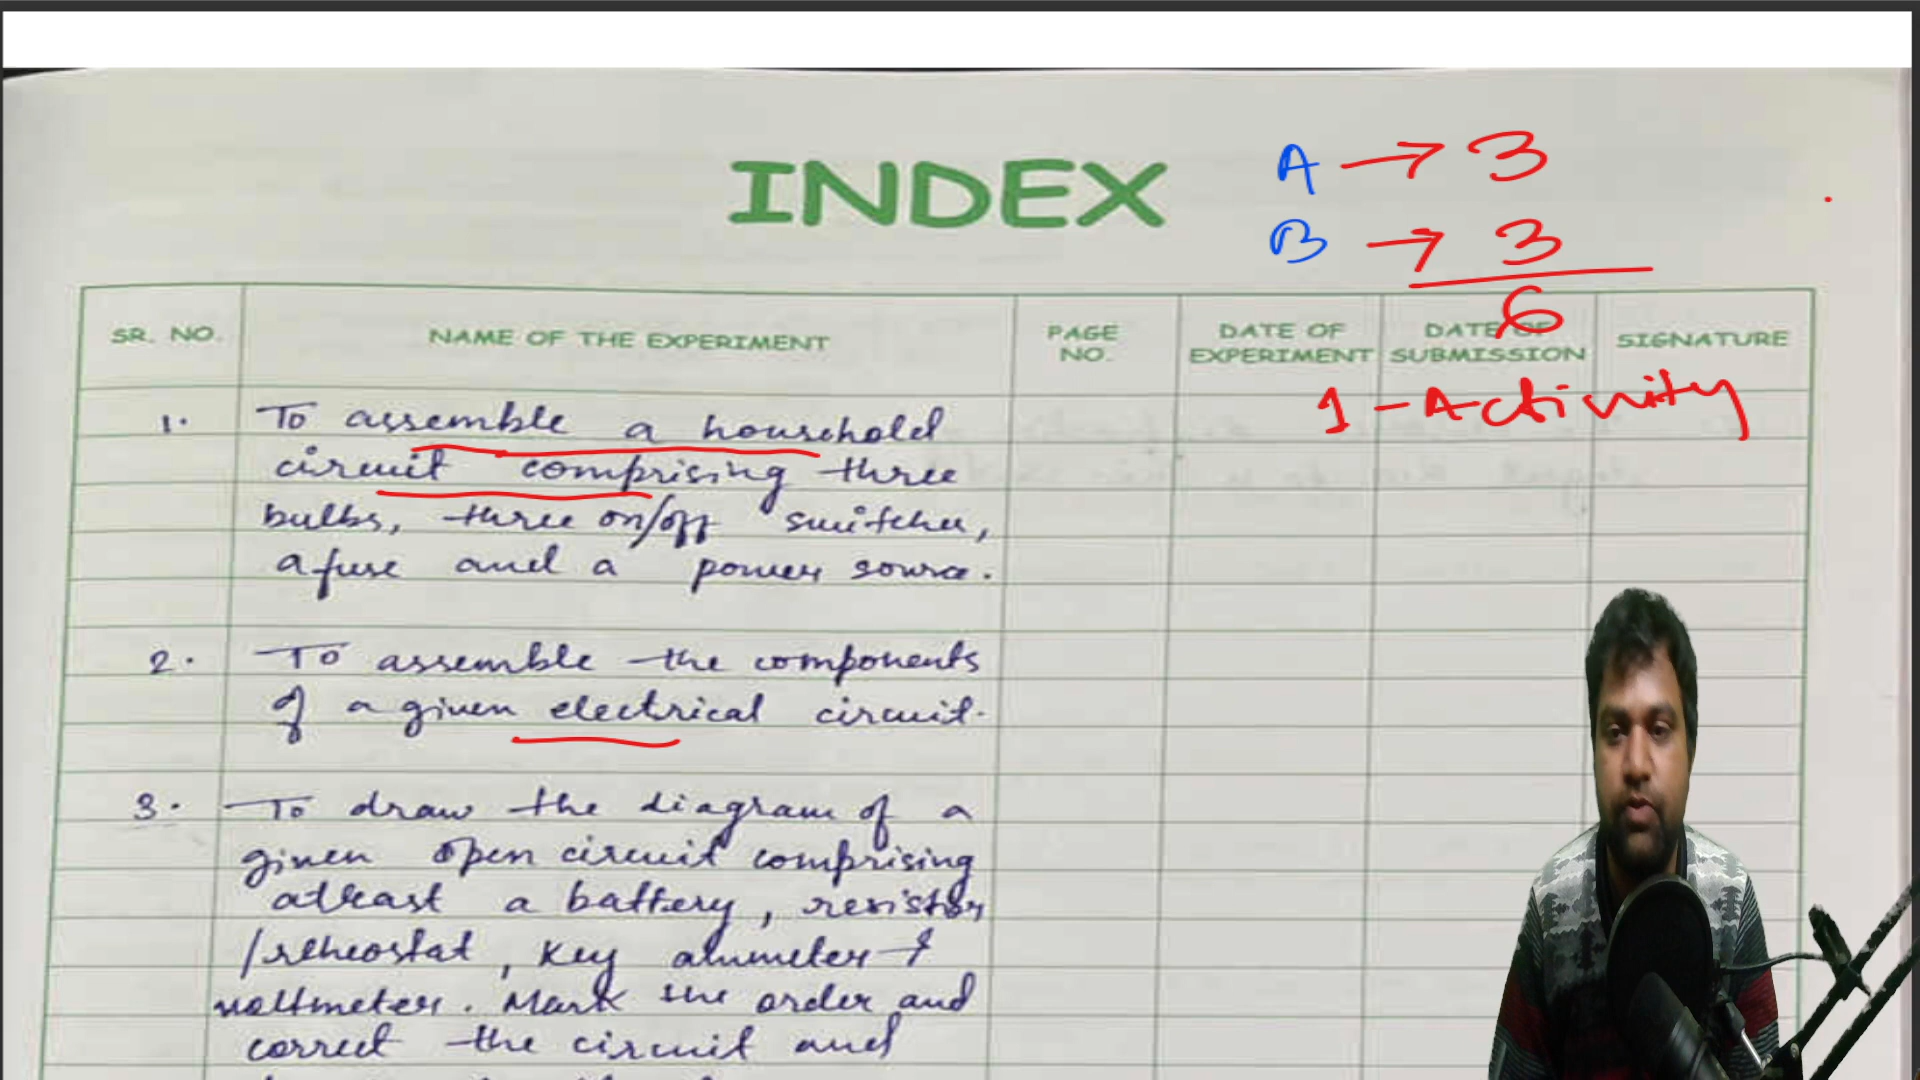 INDEX
A → 3
B → 3
6
SR. NO.
NAME OF THE EXPERIMENT
PAGE NO.
DATE OF EXPERIMENT
DATE OF SUBMISSION
SIGNATURE
1 - Activity
1. To assemble a household
circuit comprising three
bulbs, three on/off switches,
a fuse and a power source.
2. To assemble the components
of a given electrical circuit.
3. To draw the diagram of a
given open circuit comprising
atleast a battery, resistor
/rheostat, key ammeter &
voltmeter. Mark the order and
correct the circuit and